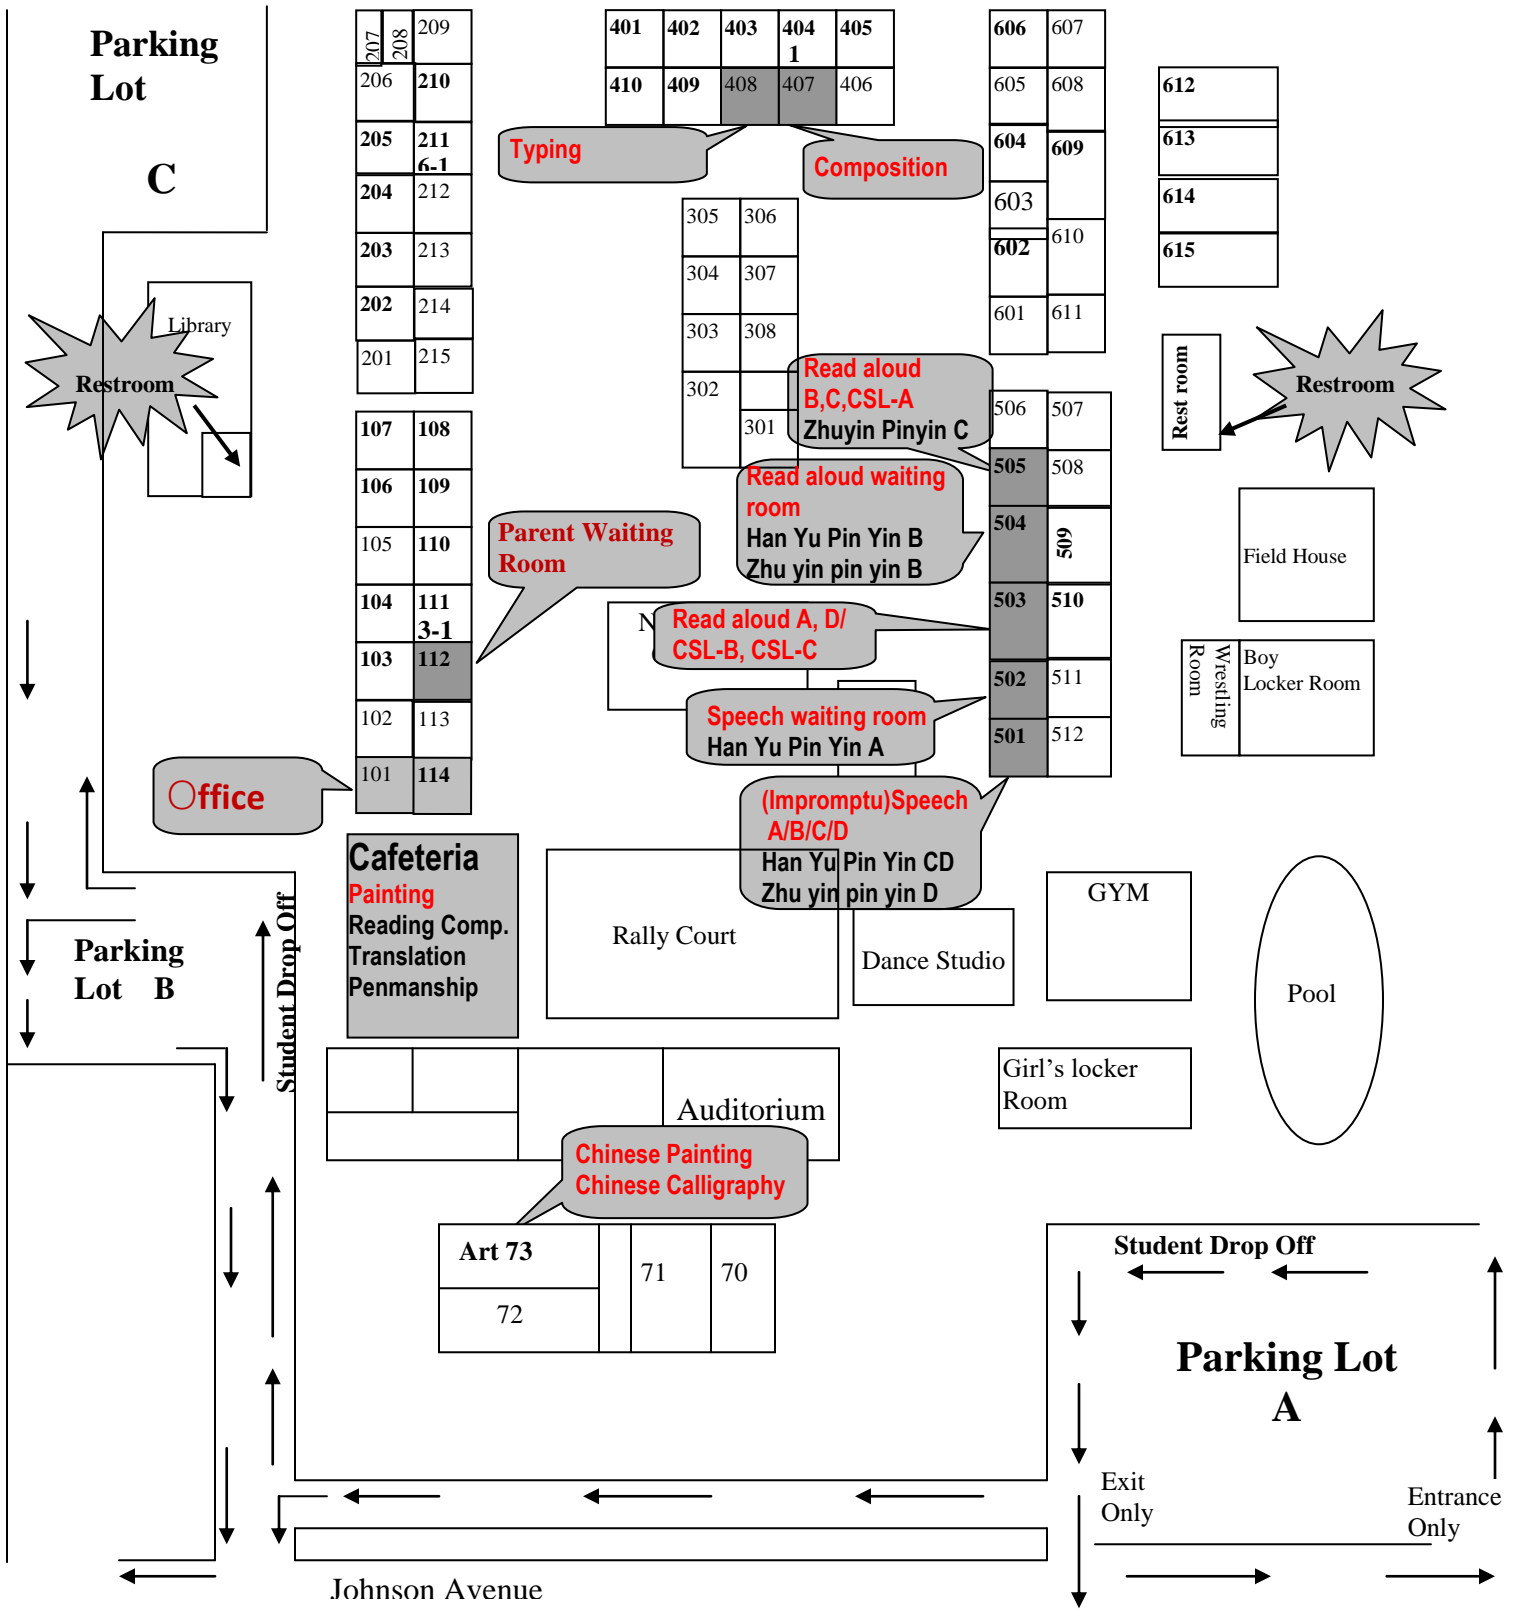 Parking
Lot
C
207
208
209
206
210
205
211
6-1
204
212
203
213
202
214
201
215
401
402
403
404
1
405
410
409
408
407
406
Typing
Composition
606
607
605
608
604
609
603
602
610
601
611
612
613
614
615
305
306
304
307
303
308
302
301
Library
Restroom
Rest room
Restroom
107
108
106
109
105
110
104
111
3-1
103
112
102
113
101
114
Parent Waiting
Room
Office
Read aloud
B,C,CSL-A
Zhuyin Pinyin C
Read aloud waiting
room
Han Yu Pin Yin B
Zhu yin pin yin B
N
Read aloud A, D/
CSL-B, CSL-C
Speech waiting room
Han Yu Pin Yin A
(Impromptu)Speech
A/B/C/D
Han Yu Pin Yin CD
Zhu yin pin yin D
506
507
505
508
504
509
503
510
502
511
501
512
Field House
Wrestling
Room
Boy
Locker Room
Cafeteria
Painting
Reading Comp.
Translation
Penmanship
Rally Court
Dance Studio
GYM
Pool
Girl's locker
Room
Parking
Lot B
Student Drop Off
Auditorium
Chinese Painting
Chinese Calligraphy
Art 73
72
71
70
Student Drop Off
Parking Lot
A
Exit
Only
Entrance
Only
Johnson Avenue